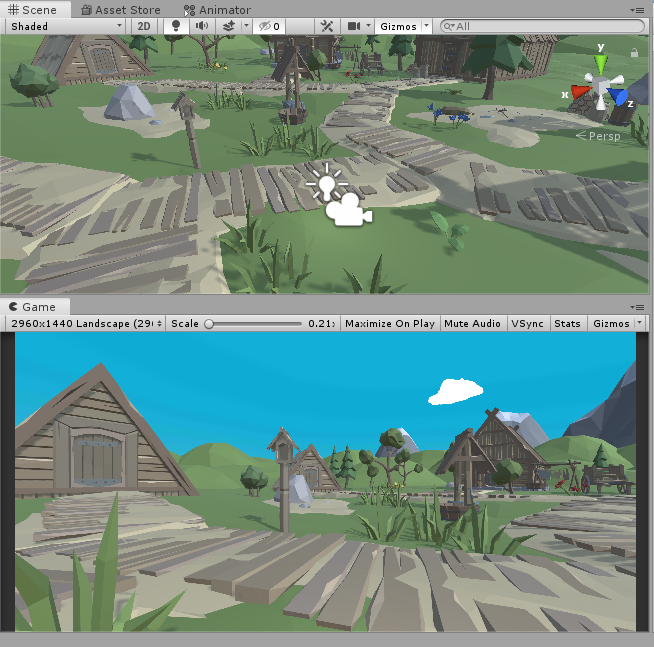 Scene Asset Store Animator
Shaded 2D 0 Gizmos All
y
x
z
Persp
Game
2960x1440 Landscape (29 Scale 0.21 Maximize On Play Mute Audio VSync Stats Gizmos